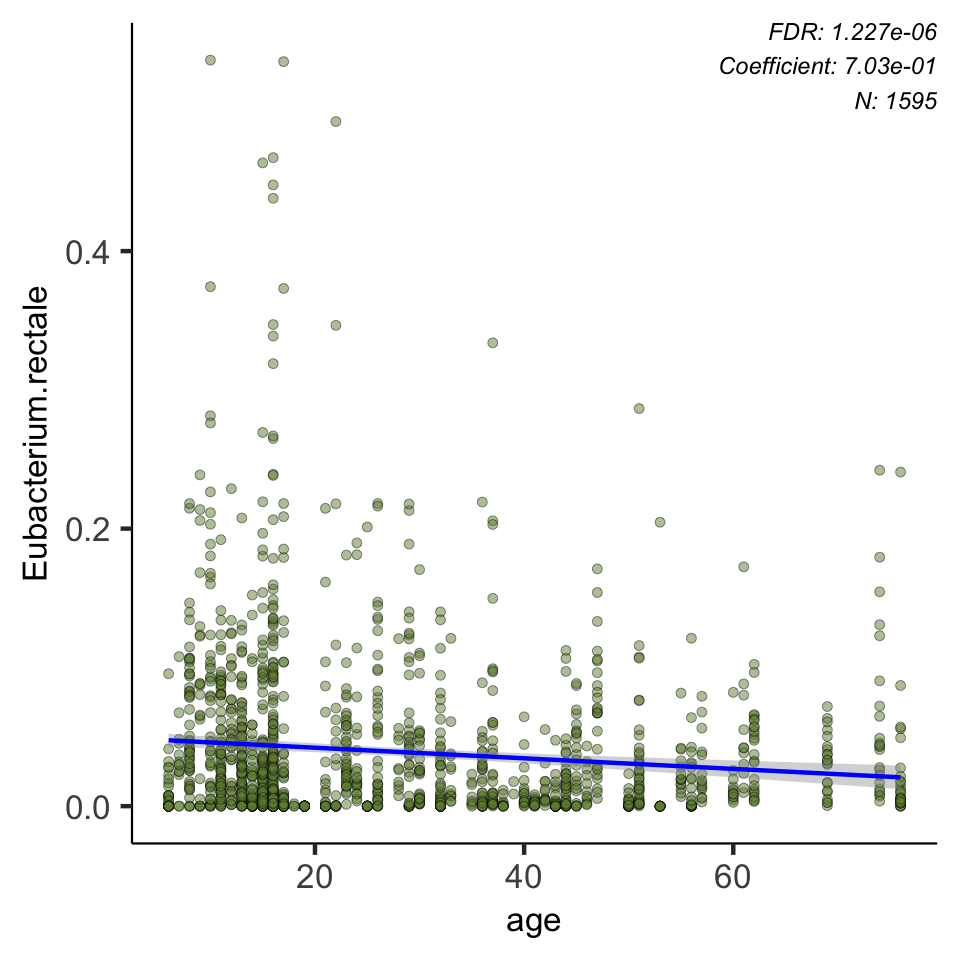 FDR: 1.227e-06
Coefficient: 7.03e-01
N: 1595
Eubacterium.rectale
0.4
0.2
0.0
20 40 60
age